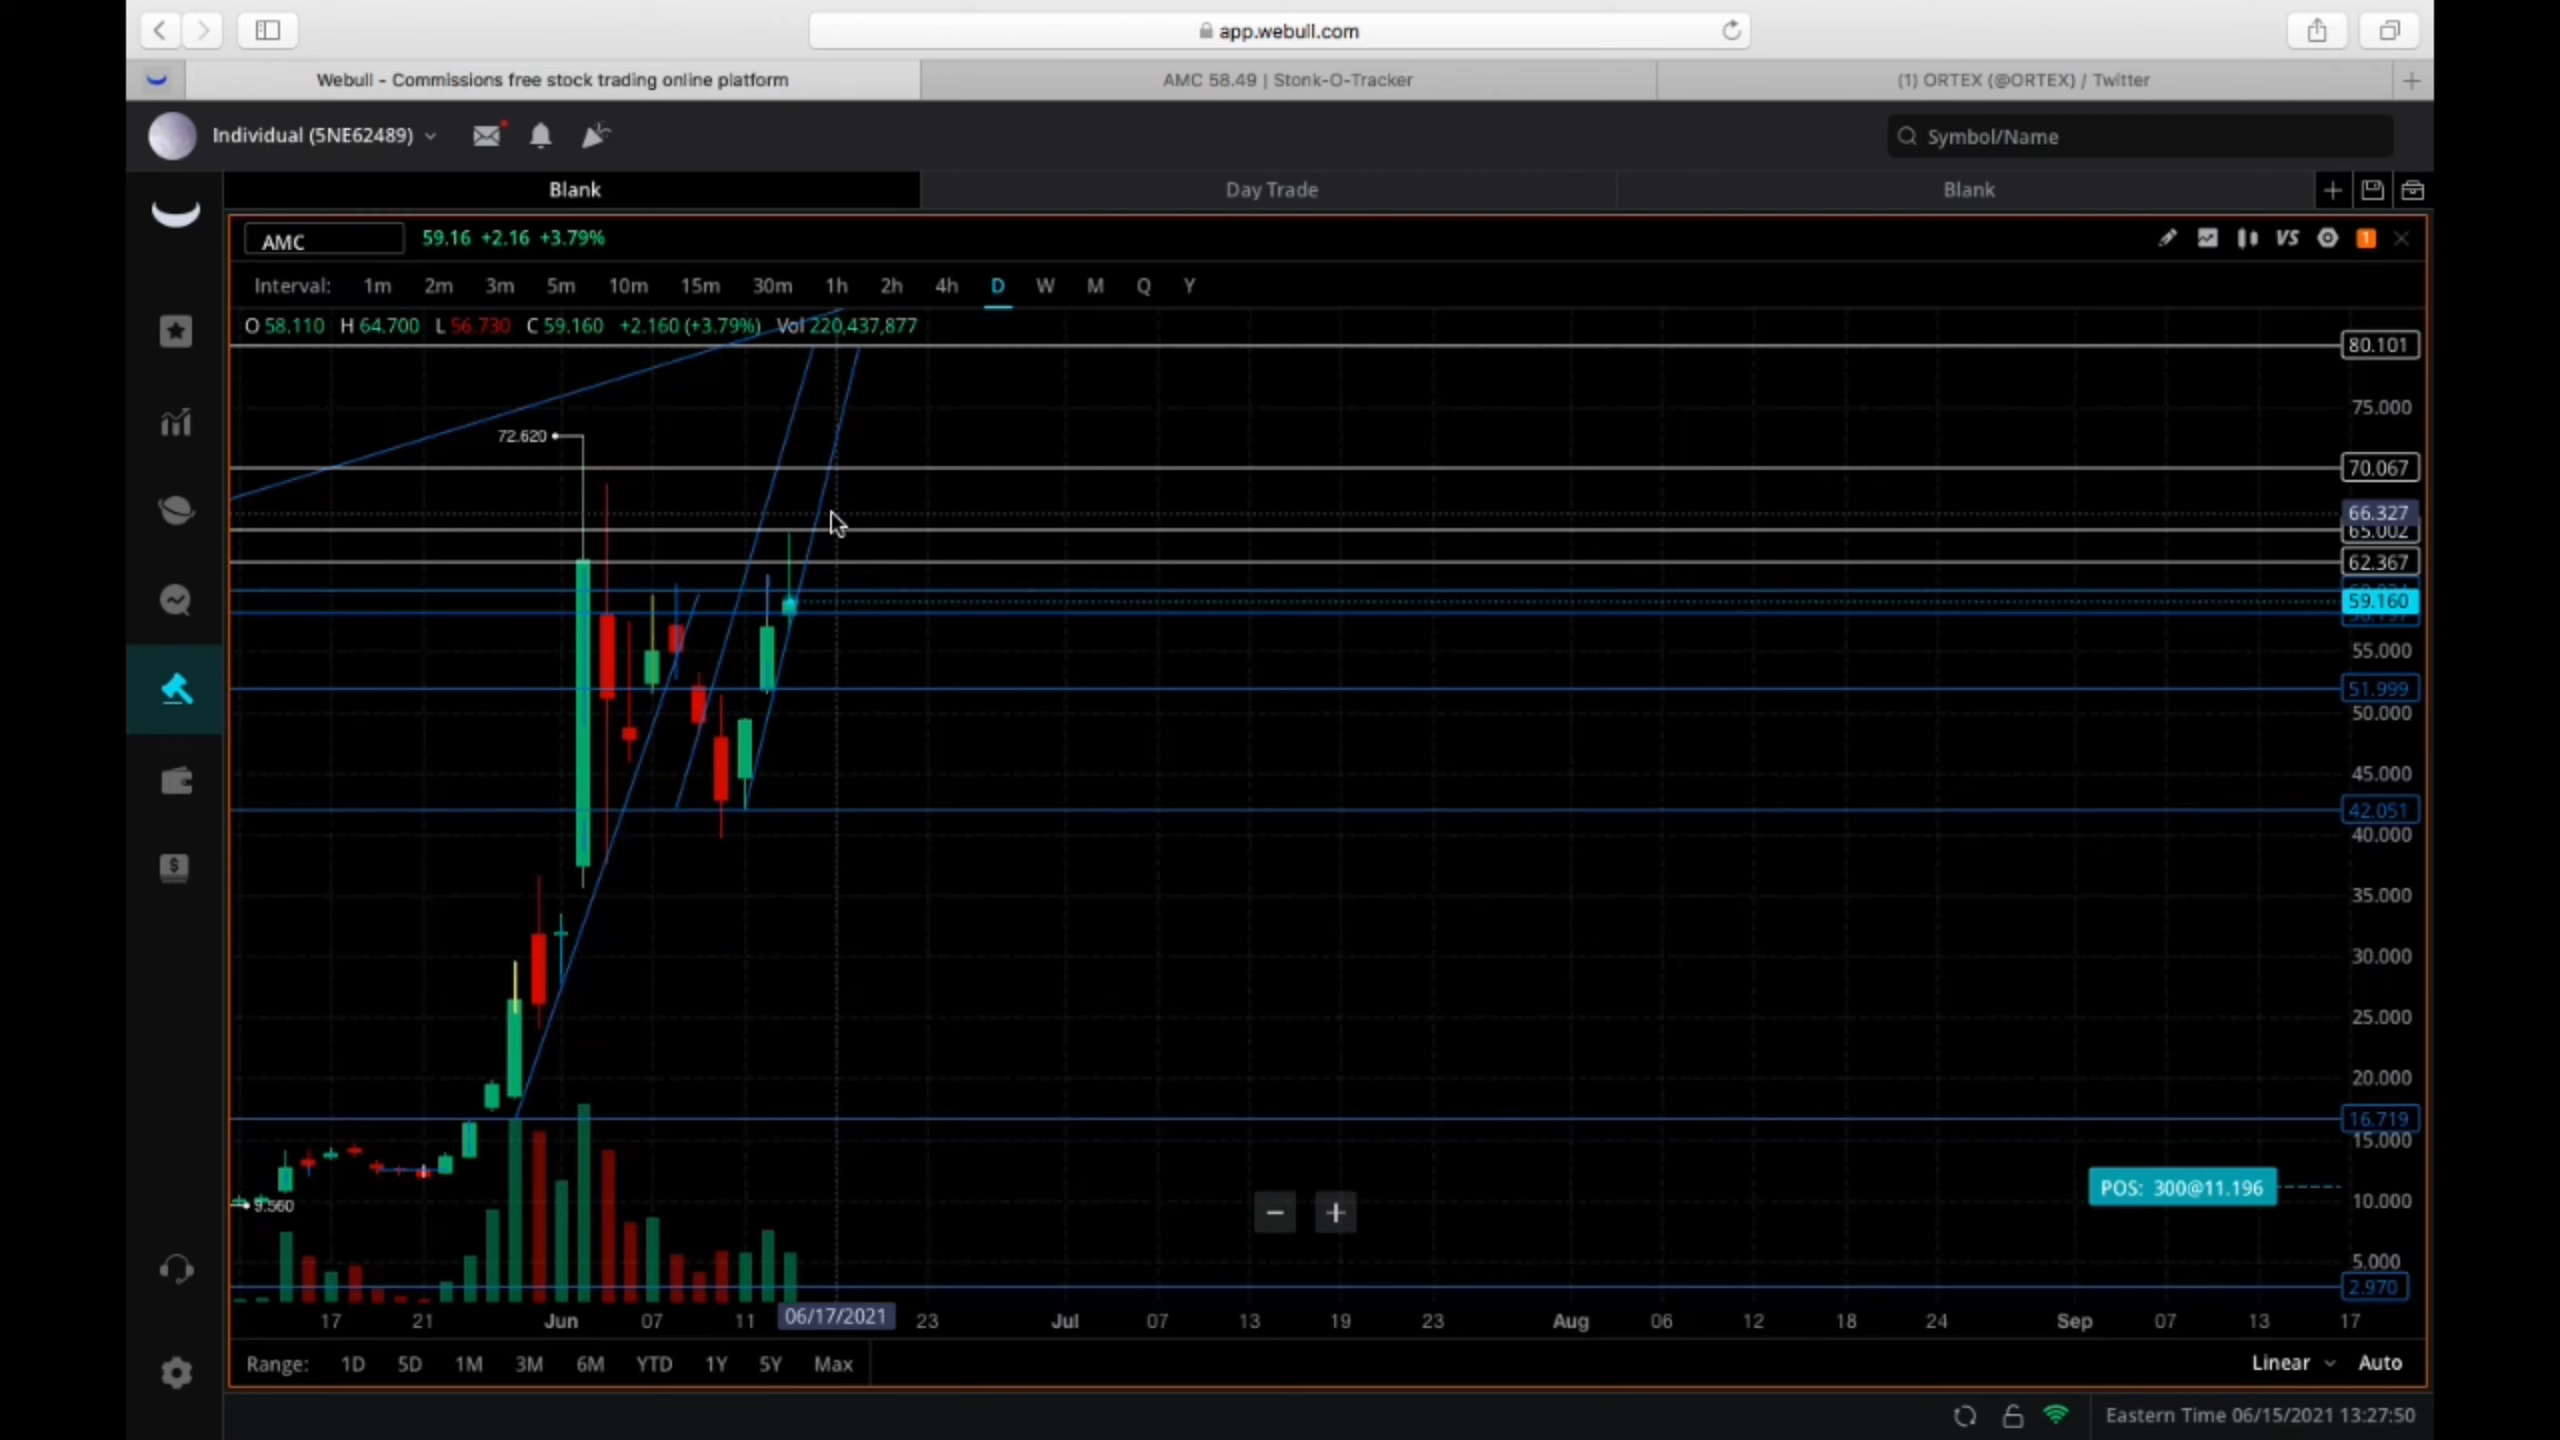 app.webull.com
Webull - Commissions free stock trading online platform
AMC 58.49 | Stonk-O-Tracker
(1) ORTEX (@ORTEX) / Twitter
Individual (5NE62489)
Symbol/Name
Blank
Day Trade
Blank
AMC
59.16 +2.16 +3.79%
VS
1
Interval: 1m 2m 3m 5m 10m 15m 30m 1h 2h 4h D W M Q Y
O 58.110 H 64.700 L 56.730 C 59.160 +2.160 (+3.79%) Vol 220,437,877
80.101
75.000
72.620
70.067
66.327
65.002
62.367
59.160
55.000
51.999
50.000
45.000
42.051
40.000
35.000
30.000
25.000
20.000
16.719
15.000
POS: 300@11.196
10.000
9.560
5.000
2.970
17 21 Jun 07 11 06/17/2021 23 Jul 07 13 19 23 Aug 06 12 18 24 Sep 07 13 17
Range: 1D 5D 1M 3M 6M YTD 1Y 5Y Max
Linear Auto
Eastern Time 06/15/2021 13:27:50